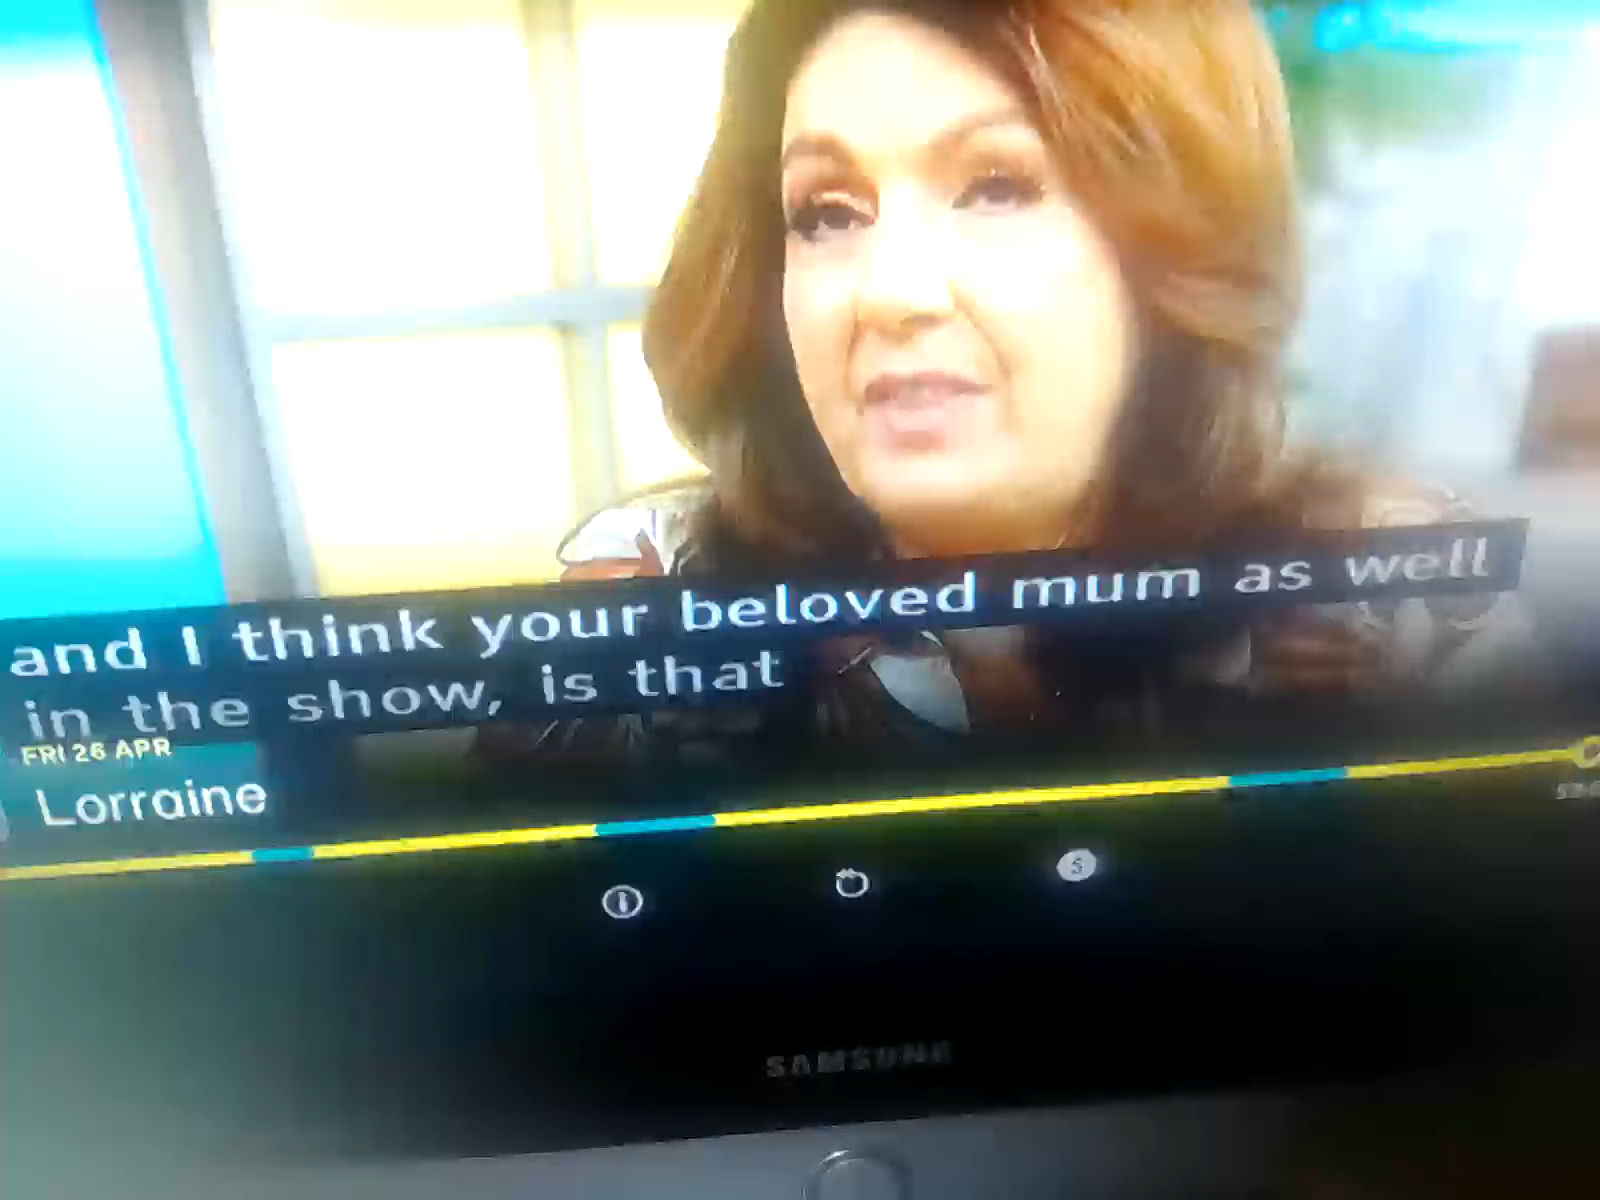 and I think your beloved mum as well
in the show, is that
FRI 26 APR
Lorraine
SAMSUNG